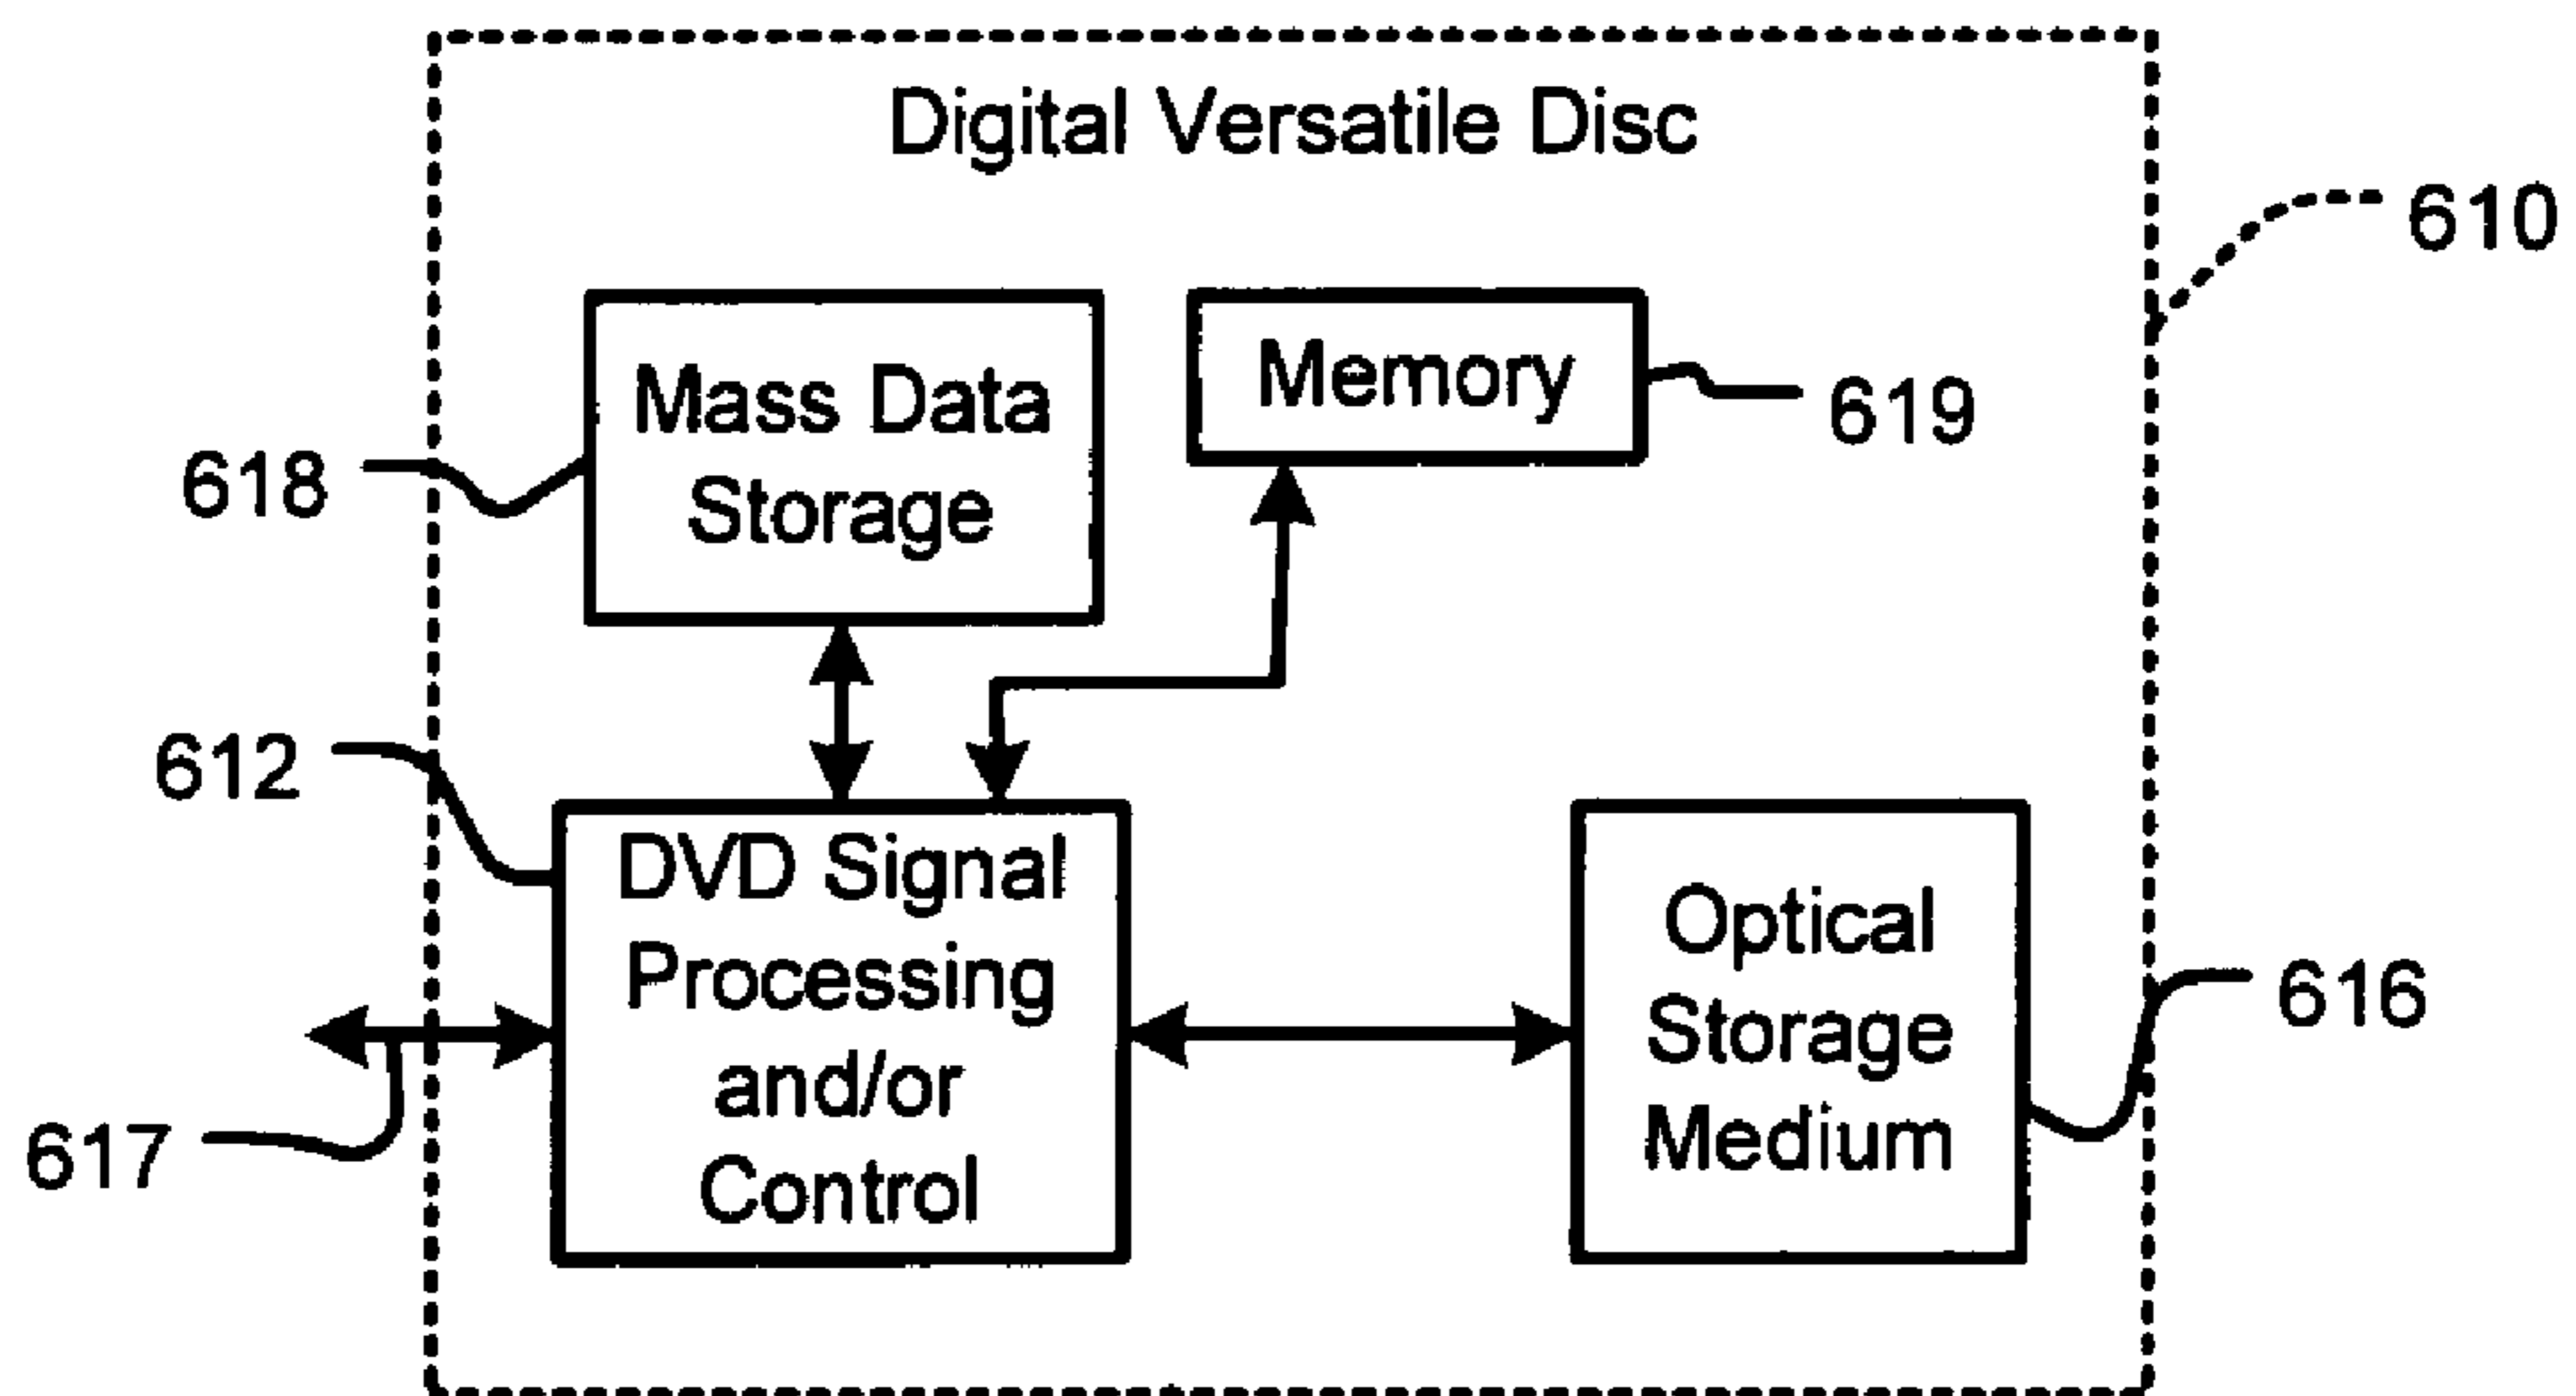 Digital Versatile Disc
610
Mass Data
Storage
Memory
619
618
612
DVD Signal
Processing
and/or
Control
Optical
Storage
Medium
616
617